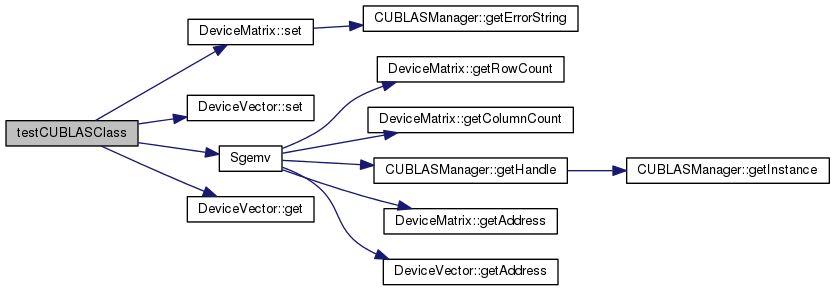 testCUBLASClass
DeviceMatrix::set
CUBLASManager::getErrorString
DeviceVector::set
Sgemv
DeviceMatrix::getRowCount
DeviceMatrix::getColumnCount
CUBLASManager::getHandle
CUBLASManager::getInstance
DeviceMatrix::getAddress
DeviceVector::getAddress
DeviceVector::get